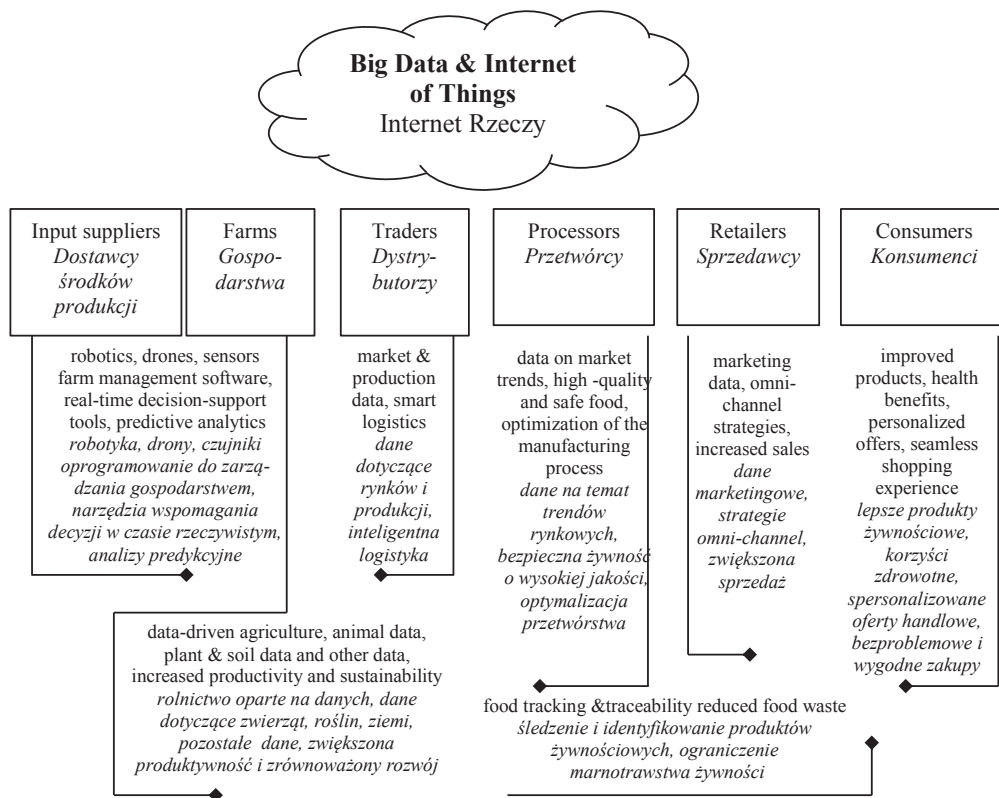 Big Data & Internet
of Things
Internet Rzeczy
Input suppliers
Dostawcy
środków
produkcji
Farms
Gospo-
darstwa
Traders
Dystry-
butorzy
Processors
Przetwórcy
Retailers
Sprzedawcy
Consumers
Konsumenci
robotics, drones, sensors
farm management software,
real-time decision-support
tools, predictive analytics
robotyka, drony, czujniki
oprogramowanie do zarzą-
dzania gospodarstwem,
narzędzia wspomagania
decyzji w czasie rzeczywistym,
analizy predykcyjne
market &
production
data, smart
logistics
dane
dotyczące
rynków i
produkcji,
inteligentna
logistyka
data on market
trends, high -quality
and safe food,
optimization of the
manufacturing
process
dane na temat
trendów
rynkowych,
bezpieczna żywność
o wysokiej jakości,
optymalizacja
przetwórstwa
marketing
data, omni-
channel
strategies,
increased sales
dane
marketingowe,
strategie
omni-channel,
zwiększona
sprzedaż
improved
products, health
benefits,
personalized
offers, seamless
shopping
experience
lepsze produkty
żywnościowe,
korzyści
zdrowotne,
spersonalizowane
oferty handlowe,
bezproblemowe i
wygodne zakupy
data-driven agriculture, animal data,
plant & soil data and other data,
increased productivity and sustainability
rolnictwo oparte na danych, dane
dotyczące zwierząt, roślin, ziemi,
pozostałe dane, zwiększona
produktywność i zrównoważony rozwój
food tracking &traceability reduced food waste
śledzenie i identyfikowanie produktów
żywnościowych, ograniczenie
marnotrawstwa żywności